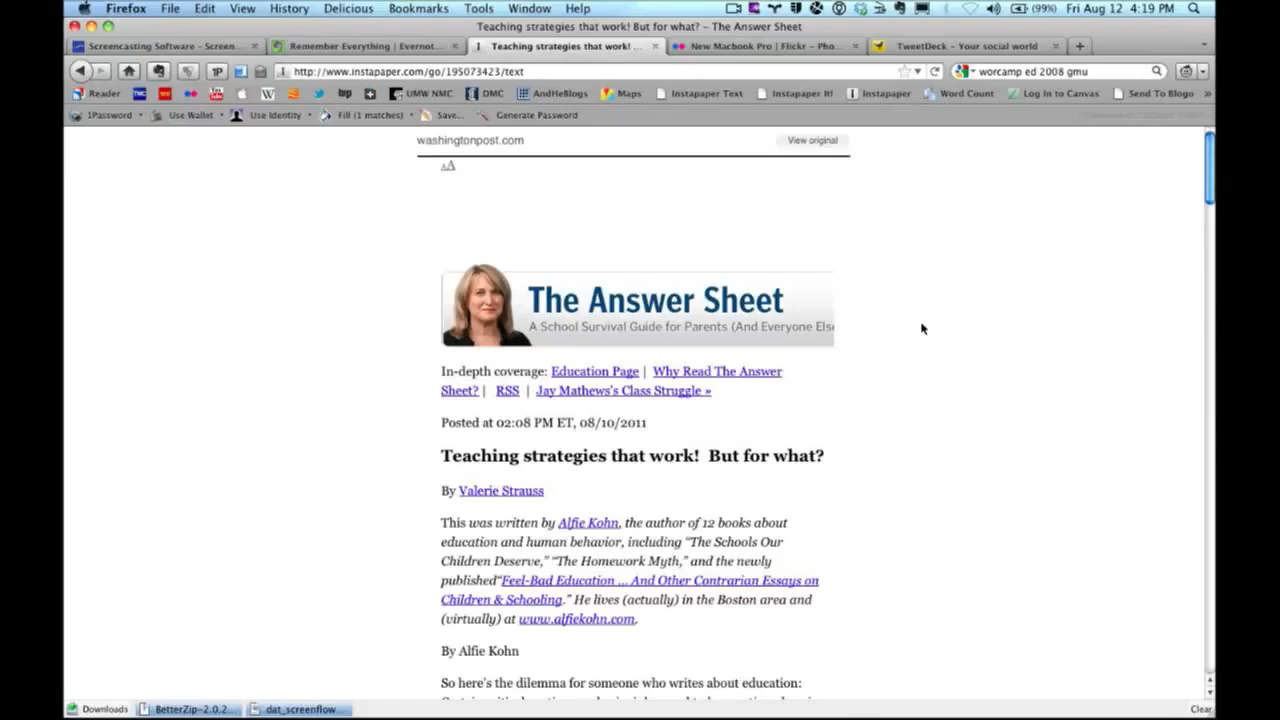 Firefox File Edit View History Delicious Bookmarks Tools Window Help (99%) Fri Aug 12 4:19 PM
Teaching strategies that work! But for what? – The Answer Sheet
Screencasting Software – Screen... Remember Everything | Evernot... Teaching strategies that work! ... New Macbook Pro | Flickr – Pho... TweetDeck – Your social world
http://www.instapaper.com/go/195073423/text worcamp ed 2008 gmu
Reader UMW NMC DMC AndHeBlogs Maps Instapaper Text Instapaper It! Instapaper Word Count Log In to Canvas Send To Blogo »
1Password Use Wallet Use Identity Fill (1 matches) Save... Generate Password
washingtonpost.com View original
AA
The Answer Sheet
A School Survival Guide for Parents (And Everyone Else
In-depth coverage: Education Page | Why Read The Answer
Sheet? | RSS | Jay Mathews's Class Struggle »
Posted at 02:08 PM ET, 08/10/2011
Teaching strategies that work! But for what?
By Valerie Strauss
This was written by Alfie Kohn, the author of 12 books about
education and human behavior, including “The Schools Our
Children Deserve,” “The Homework Myth,” and the newly
published“Feel-Bad Education ... And Other Contrarian Essays on
Children & Schooling.” He lives (actually) in the Boston area and
(virtually) at www.alfiekohn.com.
By Alfie Kohn
So here's the dilemma for someone who writes about education:
Downloads BetterZip-2.0.2... dat_screenflow... Clear